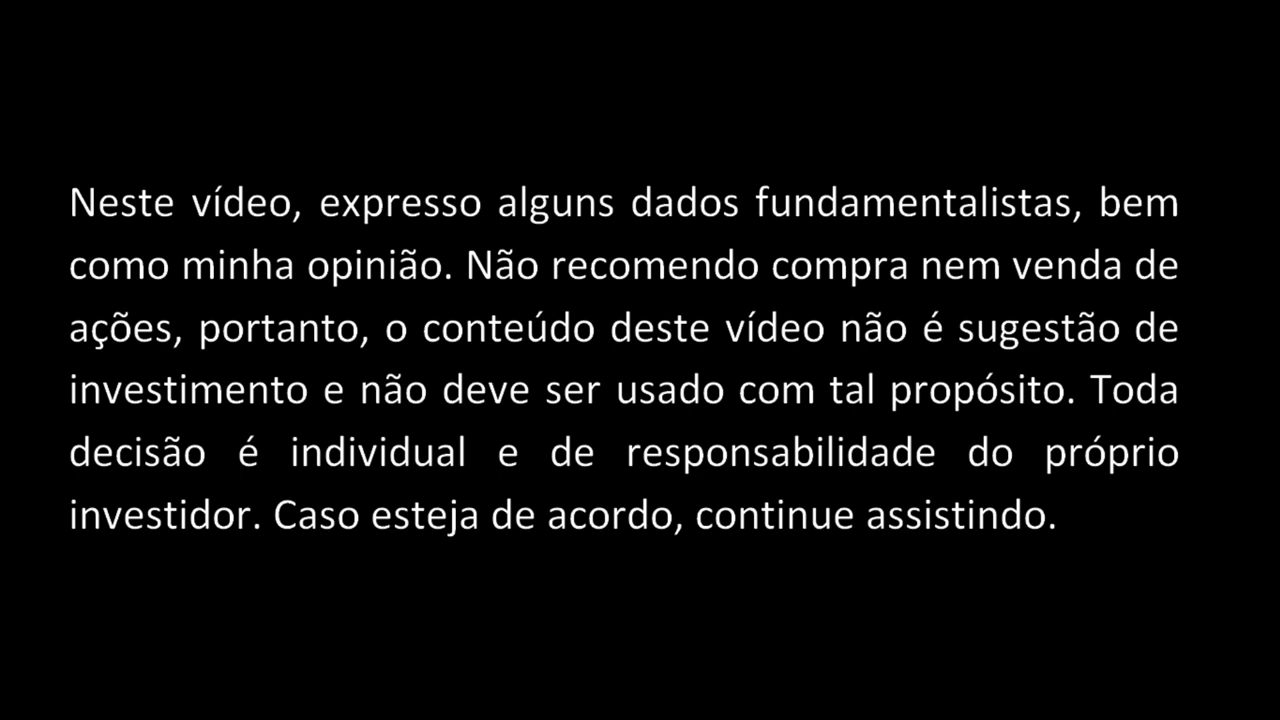 Neste vídeo, expresso alguns dados fundamentalistas, bem
como minha opinião. Não recomendo compra nem venda de
ações, portanto, o conteúdo deste vídeo não é sugestão de
investimento e não deve ser usado com tal propósito. Toda
decisão é individual e de responsabilidade do próprio
investidor. Caso esteja de acordo, continue assistindo.